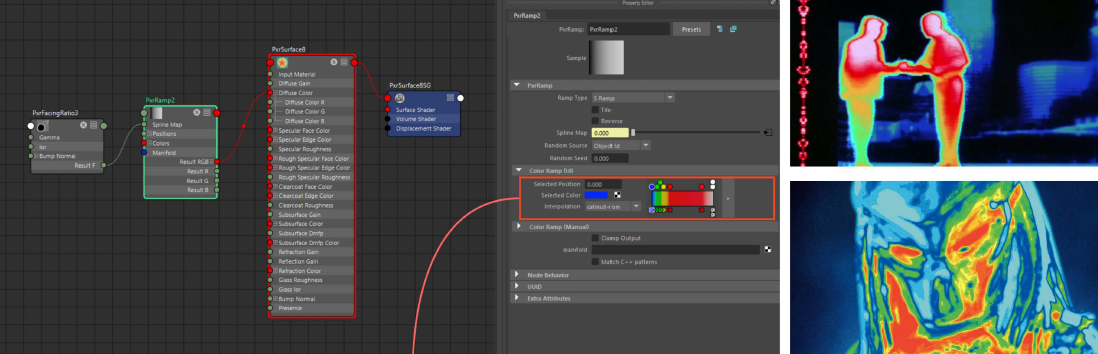 PxrFacingRatio3
Gamma
Ior
Bump Normal
Result F
PxrRamp2
Spline Map
Positions
Colors
Manifold
Result RGB
Result R
Result G
Result B
PxrSurface8
Input Material
Diffuse Gain
Diffuse Color
Diffuse Color R
Diffuse Color G
Diffuse Color B
Specular Face Color
Specular Edge Color
Specular Roughness
Rough Specular Face Color
Rough Specular Edge Color
Rough Specular Roughness
Clearcoat Face Color
Clearcoat Edge Color
Clearcoat Roughness
Subsurface Gain
Subsurface Color
Subsurface Dmfp
Subsurface Dmfp Color
Refraction Gain
Reflection Gain
Refraction Color
Glass Roughness
Glass Ior
Bump Normal
Presence
PxrSurface8SG
Surface Shader
Volume Shader
Displacement Shader
Property Editor
PxrRamp2
PxrRamp: PxrRamp2 Presets
Sample
PxrRamp
Ramp Type S Ramp
Tile
Reverse
Spline Map 0.000
Random Source Object Id
Random Seed 0.000
Color Ramp (UI)
Selected Position 0.000
Selected Color
Interpolation catmull-rom
Color Ramp (Manual)
Clamp Output
manifold
Match C++ patterns
Node Behavior
UUID
Extra Attributes